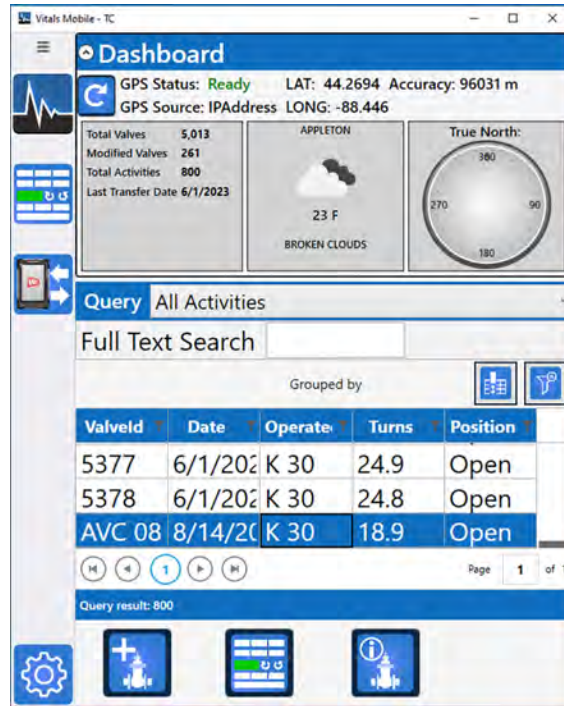 Vitals Mobile - TC
Dashboard
GPS Status: Ready LAT: 44.2694 Accuracy: 96031 m
GPS Source: IPAddress LONG: -88.446
Total Valves 5,013
Modified Valves 261
Total Activities 800
Last Transfer Date 6/1/2023
APPLETON
23 F
BROKEN CLOUDS
True North:
360
270 90
180
Query All Activities
Full Text Search
Grouped by
ValveId Date Operate Turns Position
5377 6/1/202 K 30 24.9 Open
5378 6/1/202 K 30 24.8 Open
AVC 08 8/14/20 K 30 18.9 Open
1 Page 1 of 1
Query result: 800